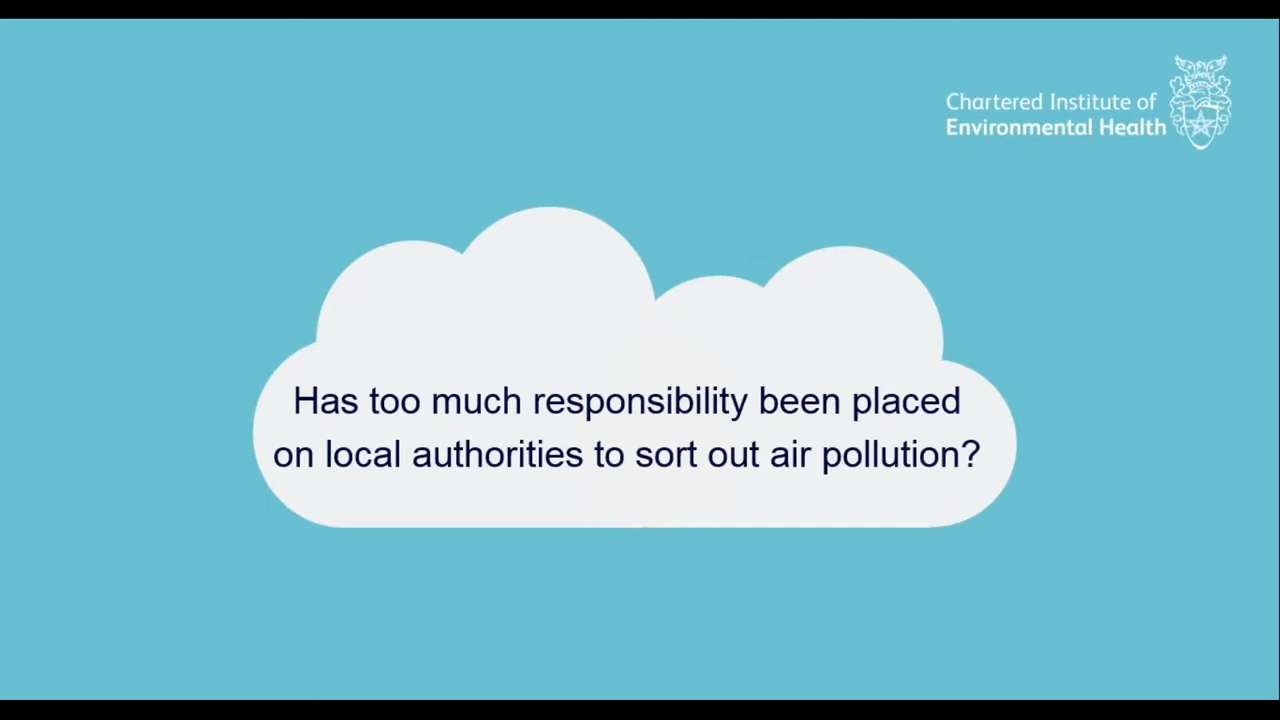 Chartered Institute of
Environmental Health
Has too much responsibility been placed
on local authorities to sort out air pollution?